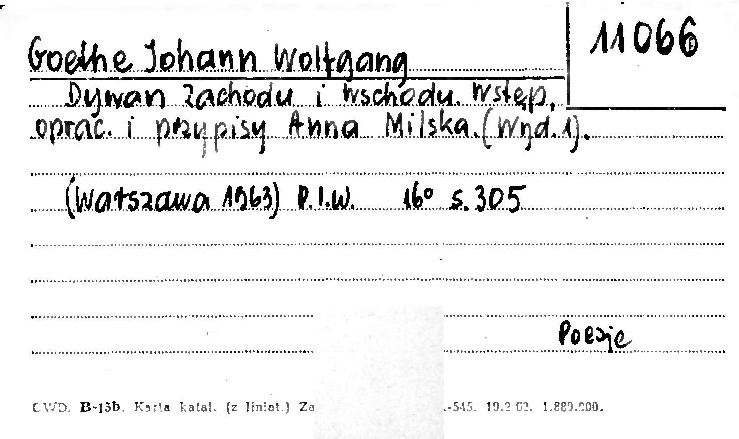 11066
Goethe Johann Wolfgang
Dywan Zachodu i Wschodu. Wstęp,
oprac. i przypisy Anna Milska. (Wyd. 1).
(Warszawa 1963) P.I.W. 16° s. 305
Poezje
CWD. B-15b. Karta katal. (z liniat.) Za -545. 19.2.62. 1.880.000.